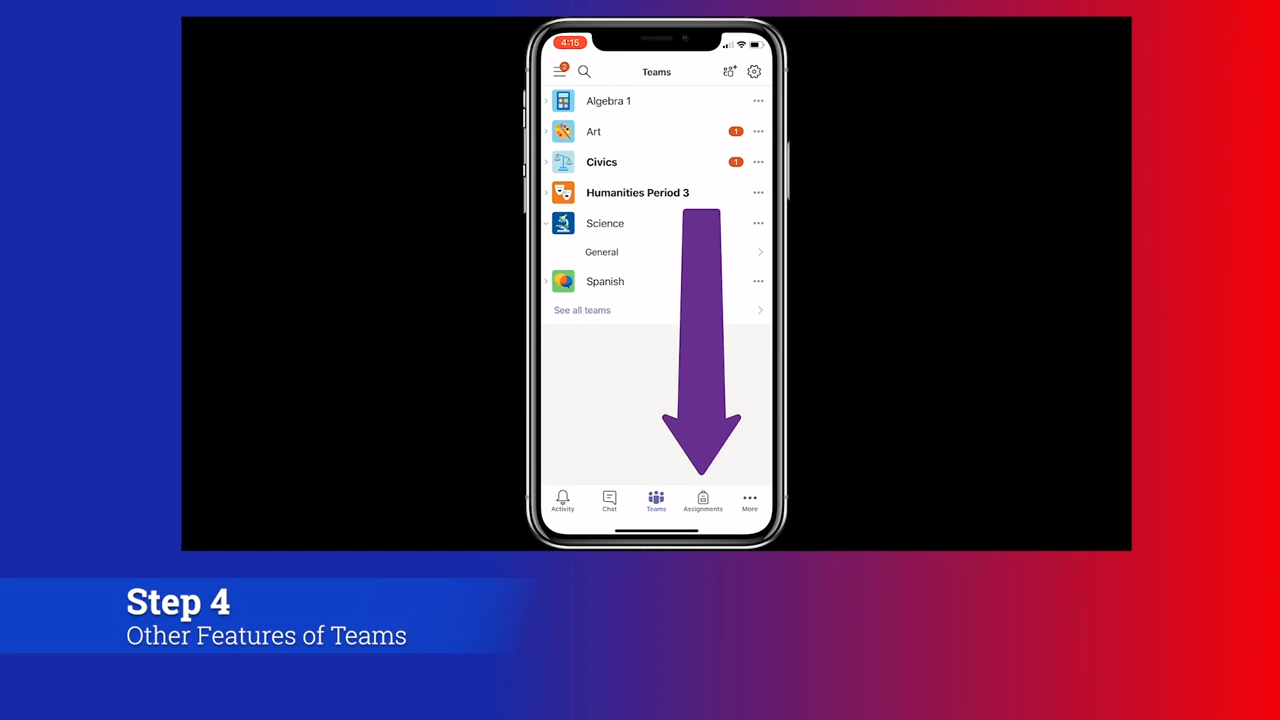 4:15
2
Teams
Algebra 1
Art
1
Civics
1
Humanities Period 3
Science
General
Spanish
See all teams
Activity
Chat
Teams
Assignments
More
Step 4
Other Features of Teams